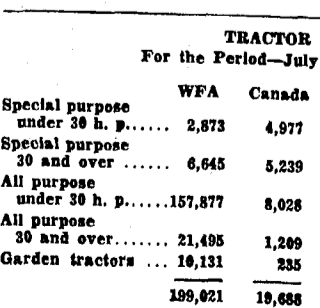 TRACTOR
For the Period—July
WFA Canada
Special purpose
under 30 h. p...... 2,873 4,977
Special purpose
30 and over ...... 6,645 5,239
All purpose
under 30 h. p......157,877 8,028
All purpose
30 and over....... 21,495 1,209
Garden tractors ... 10,131 235
199,021 19,688